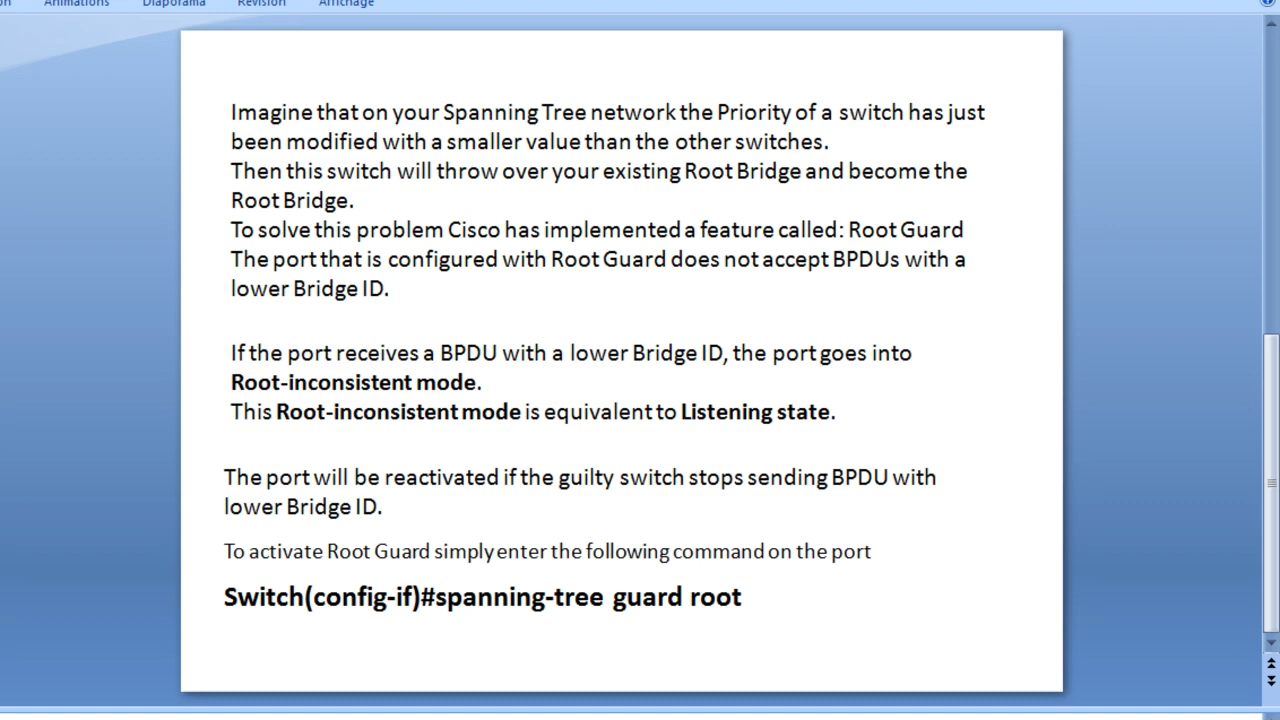 Animations Diaporama Révision Affichage
Imagine that on your Spanning Tree network the Priority of a switch has just
been modified with a smaller value than the other switches.
Then this switch will throw over your existing Root Bridge and become the
Root Bridge.
To solve this problem Cisco has implemented a feature called: Root Guard
The port that is configured with Root Guard does not accept BPDUs with a
lower Bridge ID.
If the port receives a BPDU with a lower Bridge ID, the port goes into
Root-inconsistent mode.
This Root-inconsistent mode is equivalent to Listening state.
The port will be reactivated if the guilty switch stops sending BPDU with
lower Bridge ID.
To activate Root Guard simply enter the following command on the port
Switch(config-if)#spanning-tree guard root